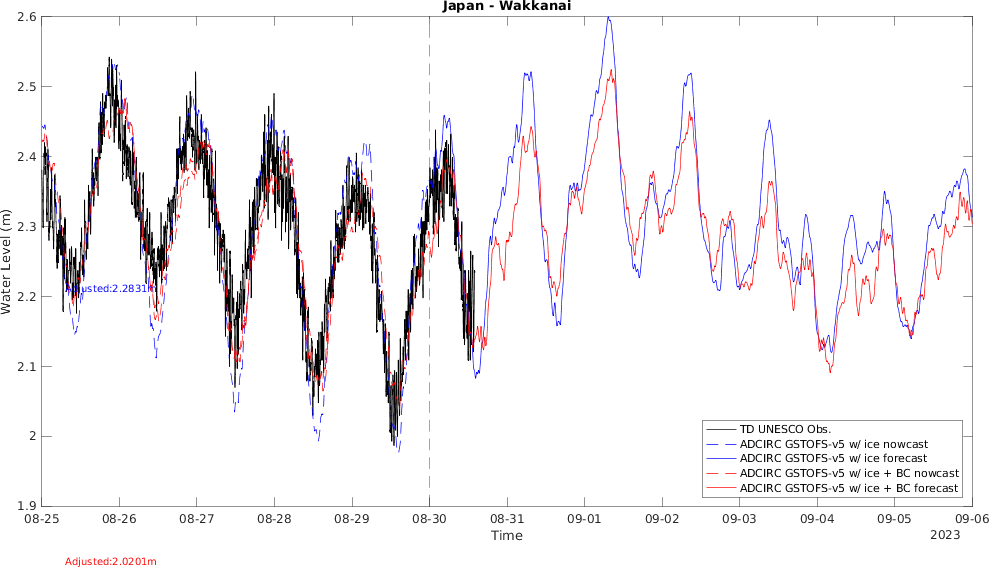 Japan - Wakkanai
Water Level (m)
2.6
2.5
2.4
2.3
2.2
2.1
2
1.9
Adjusted:2.2831m
TD UNESCO Obs.
ADCIRC GSTOFS-v5 w/ ice nowcast
ADCIRC GSTOFS-v5 w/ ice forecast
ADCIRC GSTOFS-v5 w/ ice + BC nowcast
ADCIRC GSTOFS-v5 w/ ice + BC forecast
08-25 08-26 08-27 08-28 08-29 08-30 08-31 09-01 09-02 09-03 09-04 09-05 09-06
Time
2023
Adjusted:2.0201m